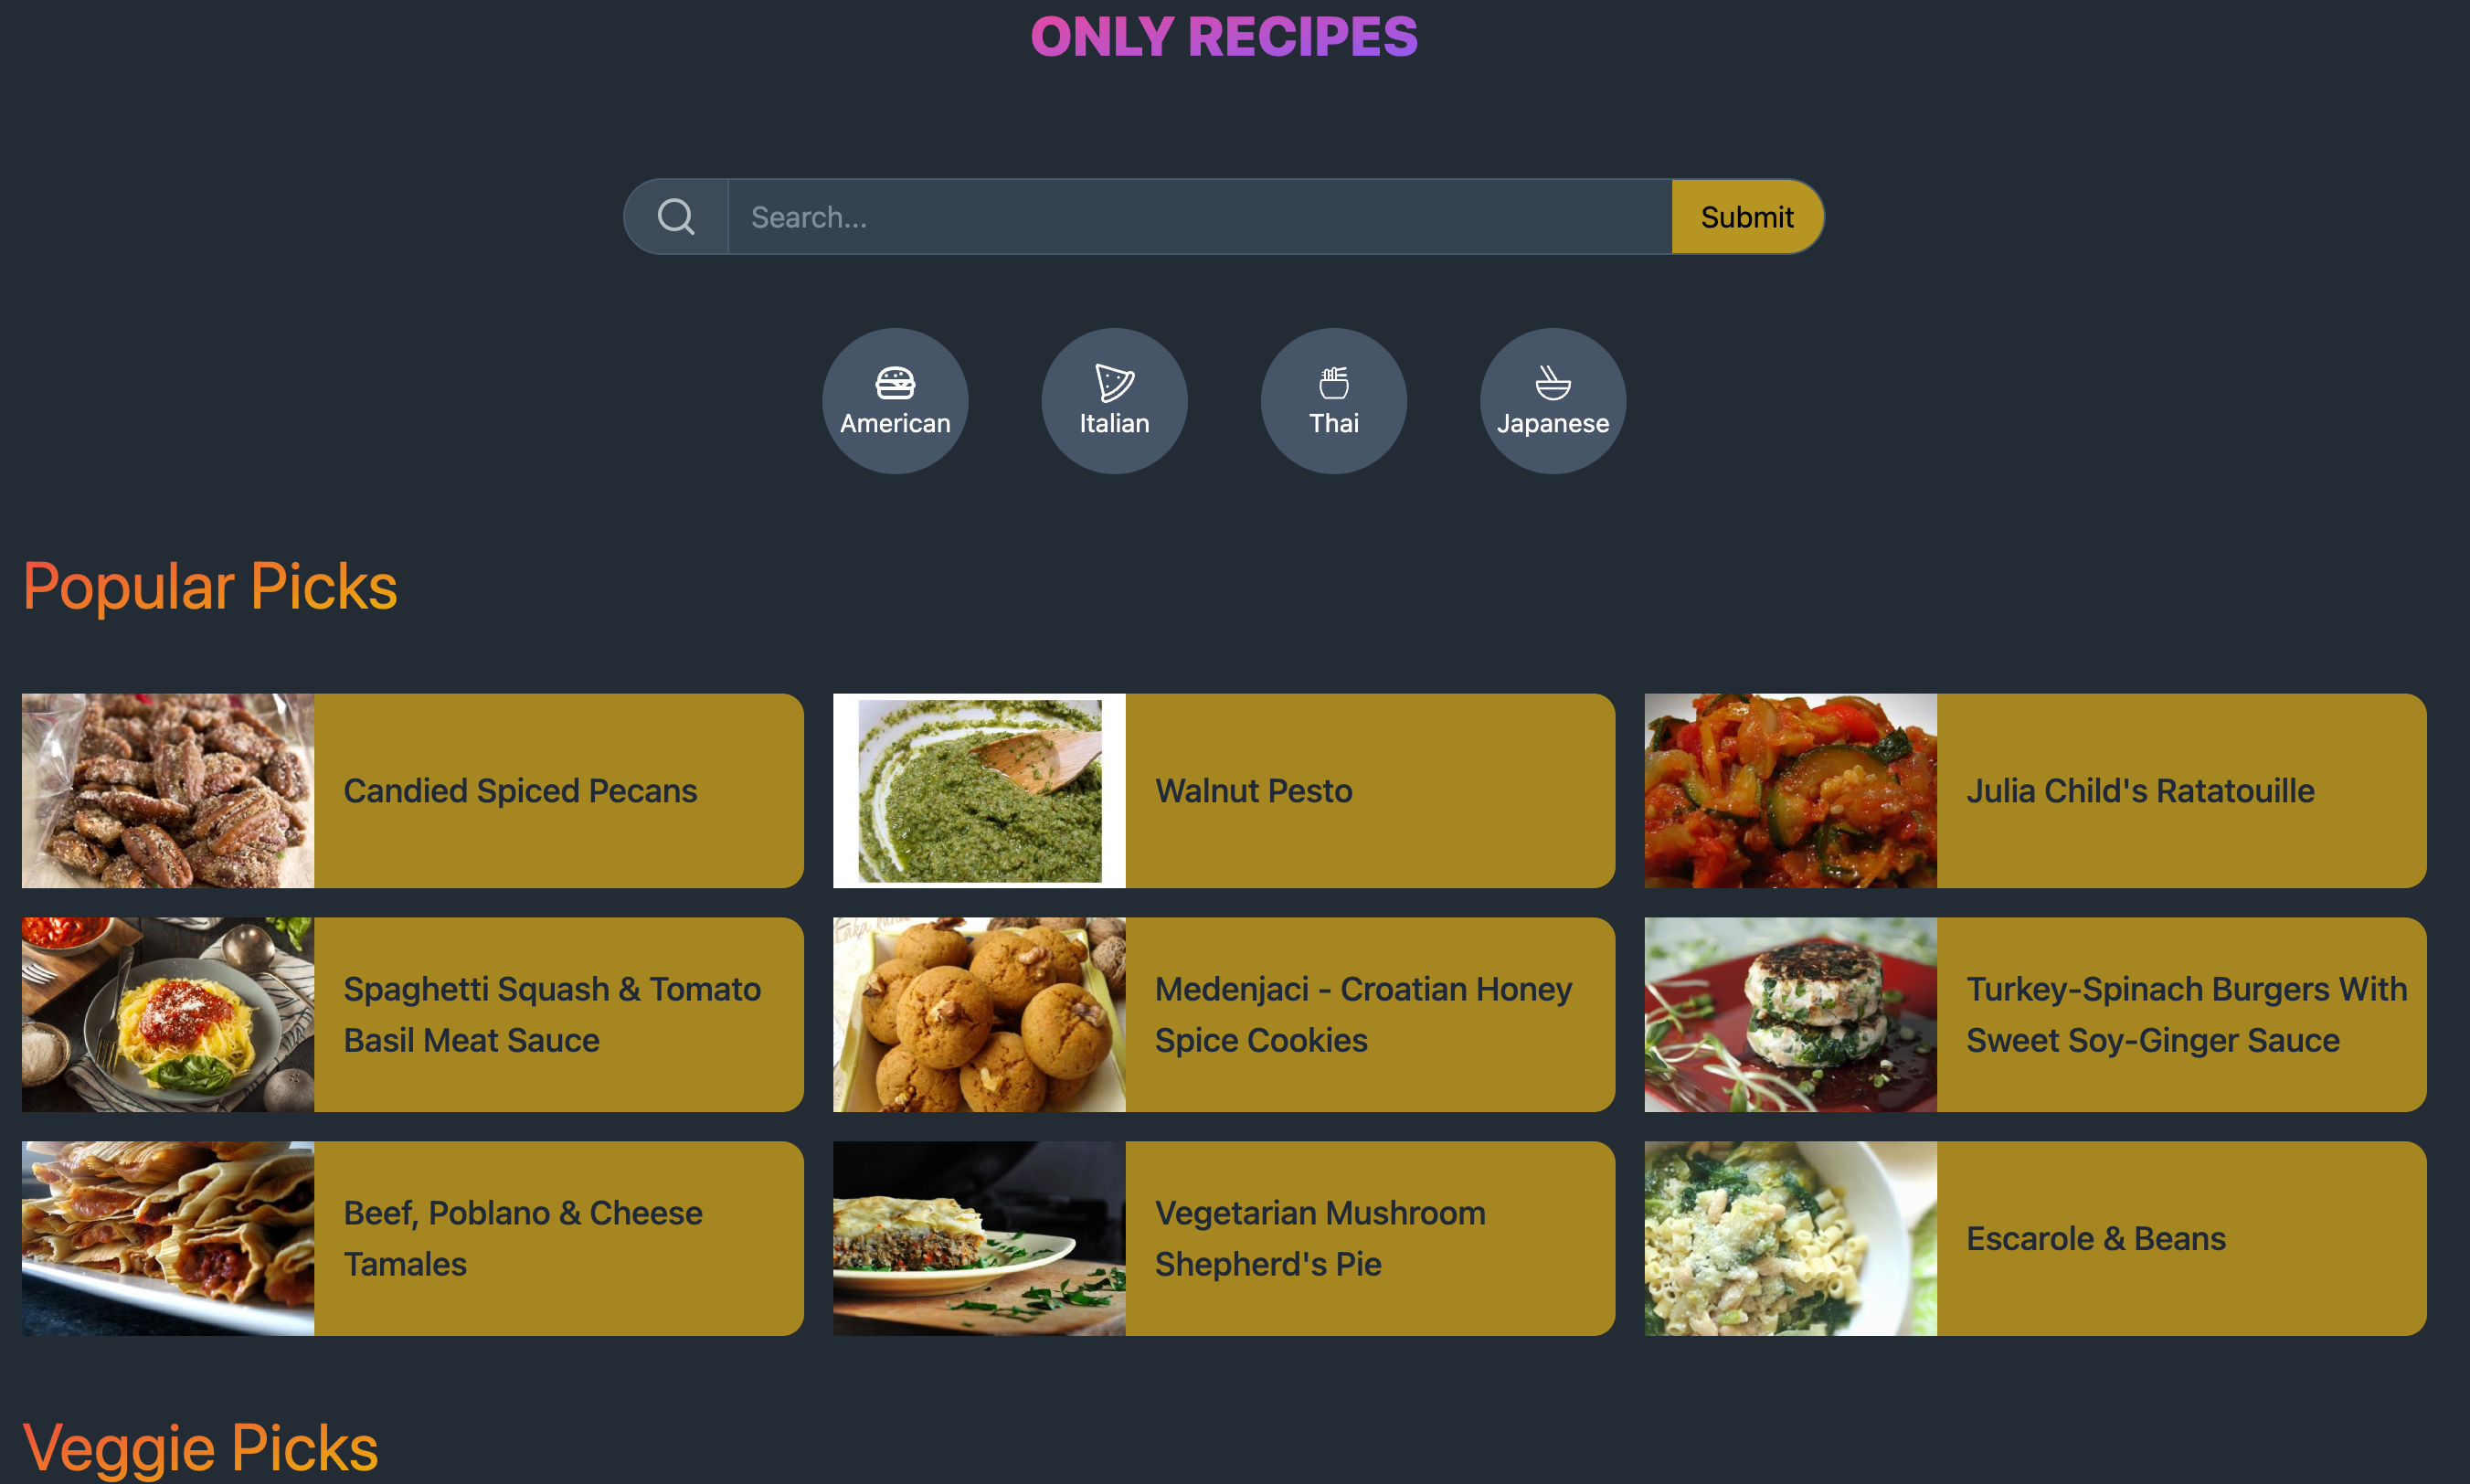 ONLY RECIPES
Search...
Submit
American
Italian
Thai
Japanese
Popular Picks
Candied Spiced Pecans
Walnut Pesto
Julia Child's Ratatouille
Spaghetti Squash & Tomato
Basil Meat Sauce
Medenjaci - Croatian Honey
Spice Cookies
Turkey-Spinach Burgers With
Sweet Soy-Ginger Sauce
Beef, Poblano & Cheese
Tamales
Vegetarian Mushroom
Shepherd's Pie
Escarole & Beans
Veggie Picks